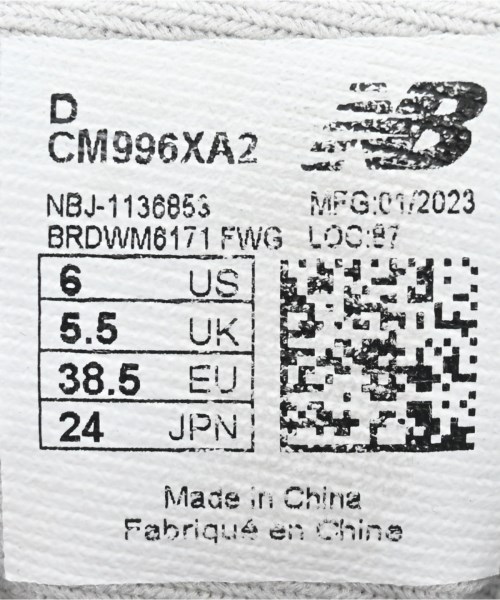 D
CM996XA2
NB
NBJ-1136853 MFG:01/2023
BRDWM6171 FWG LOC:87
6 US
5.5 UK
38.5 EU
24 JPN
Made in China
Fabriqué en Chine